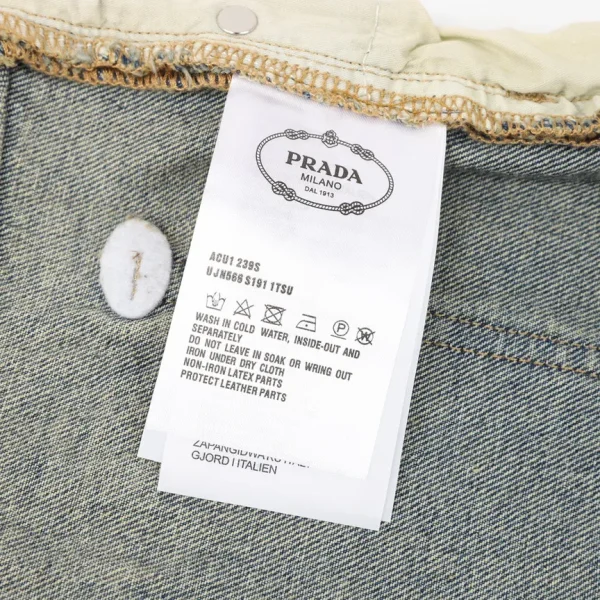 PRADA
MILANO
DAL 1913
ACU1 239S
UJN568 S191 1TSU
P
W
WASH IN COLD WATER, INSIDE-OUT AND
SEPARATELY
DO NOT LEAVE IN SOAK OR WRING OUT
IRON UNDER DRY CLOTH
NON-IRON LATEX PARTS
PROTECT LEATHER PARTS
GJORD I ITALIEN